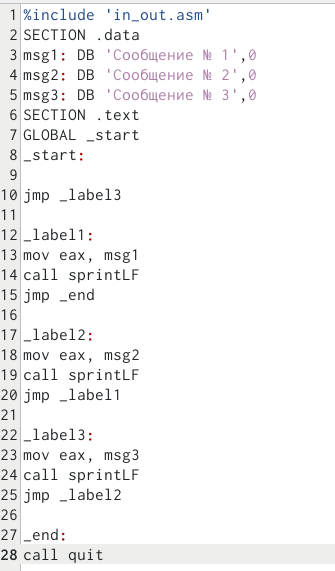 1 %include 'in_out.asm'
2 SECTION .data
3 msg1: DB 'Сообщение № 1',0
4 msg2: DB 'Сообщение № 2',0
5 msg3: DB 'Сообщение № 3',0
6 SECTION .text
7 GLOBAL _start
8 _start:
9
10 jmp _label3
11
12 _label1:
13 mov eax, msg1
14 call sprintLF
15 jmp _end
16
17 _label2:
18 mov eax, msg2
19 call sprintLF
20 jmp _label1
21
22 _label3:
23 mov eax, msg3
24 call sprintLF
25 jmp _label2
26
27 _end:
28 call quit